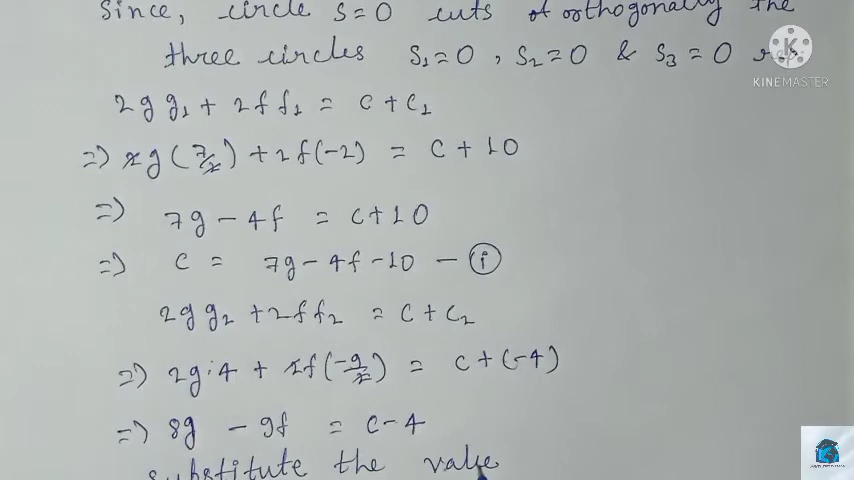 Since, circle S=0 cuts of orthogonally the
three circles S₁=0, S₂=0 & S₃=0
KINEMASTER
2gg₁ + 2ff₁ = c+c₁
=> 2g(7/2) + 2f(-2) = c+10
=> 7g - 4f = c+10
=> c = 7g - 4f - 10 - (i)
2gg₂ + 2ff₂ = c+c₂
=> 2g·4 + 2f(-9/2) = c+(-4)
=> 8g - 9f = c-4
substitute the value